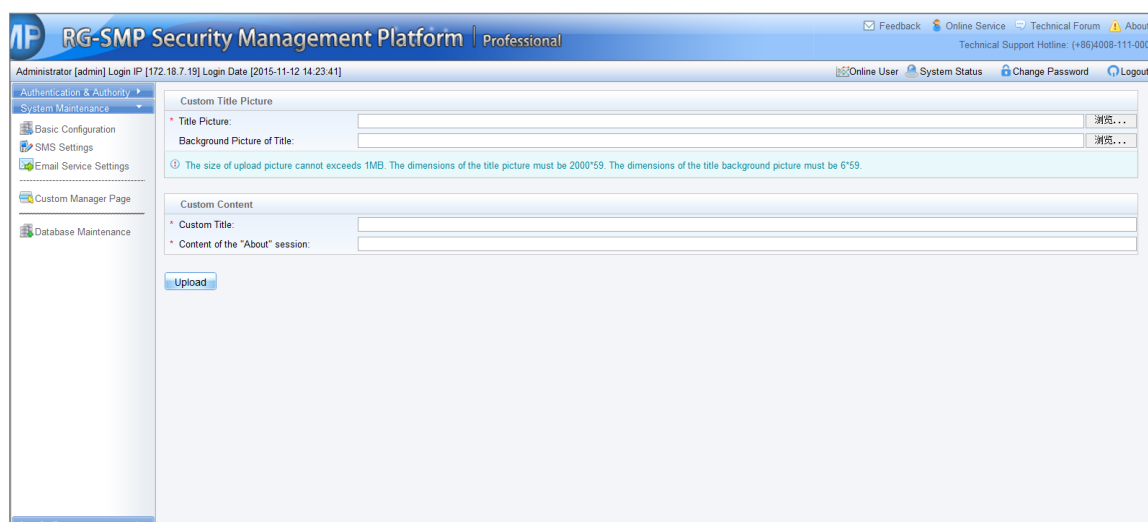 MP RG-SMP Security Management Platform | Professional
Feedback Online Service Technical Forum About
Technical Support Hotline: (+86)4008-111-000
Administrator [admin] Login IP [172.18.7.19] Login Date [2015-11-12 14:23:41]
Online User System Status Change Password Logout
Authentication & Authority
System Maintenance
Basic Configuration
SMS Settings
Email Service Settings
Custom Manager Page
Database Maintenance
Custom Title Picture
* Title Picture: 浏览...
Background Picture of Title: 浏览...
The size of upload picture cannot exceeds 1MB. The dimensions of the title picture must be 2000*59. The dimensions of the title background picture must be 6*59.
Custom Content
* Custom Title:
* Content of the "About" session:
Upload